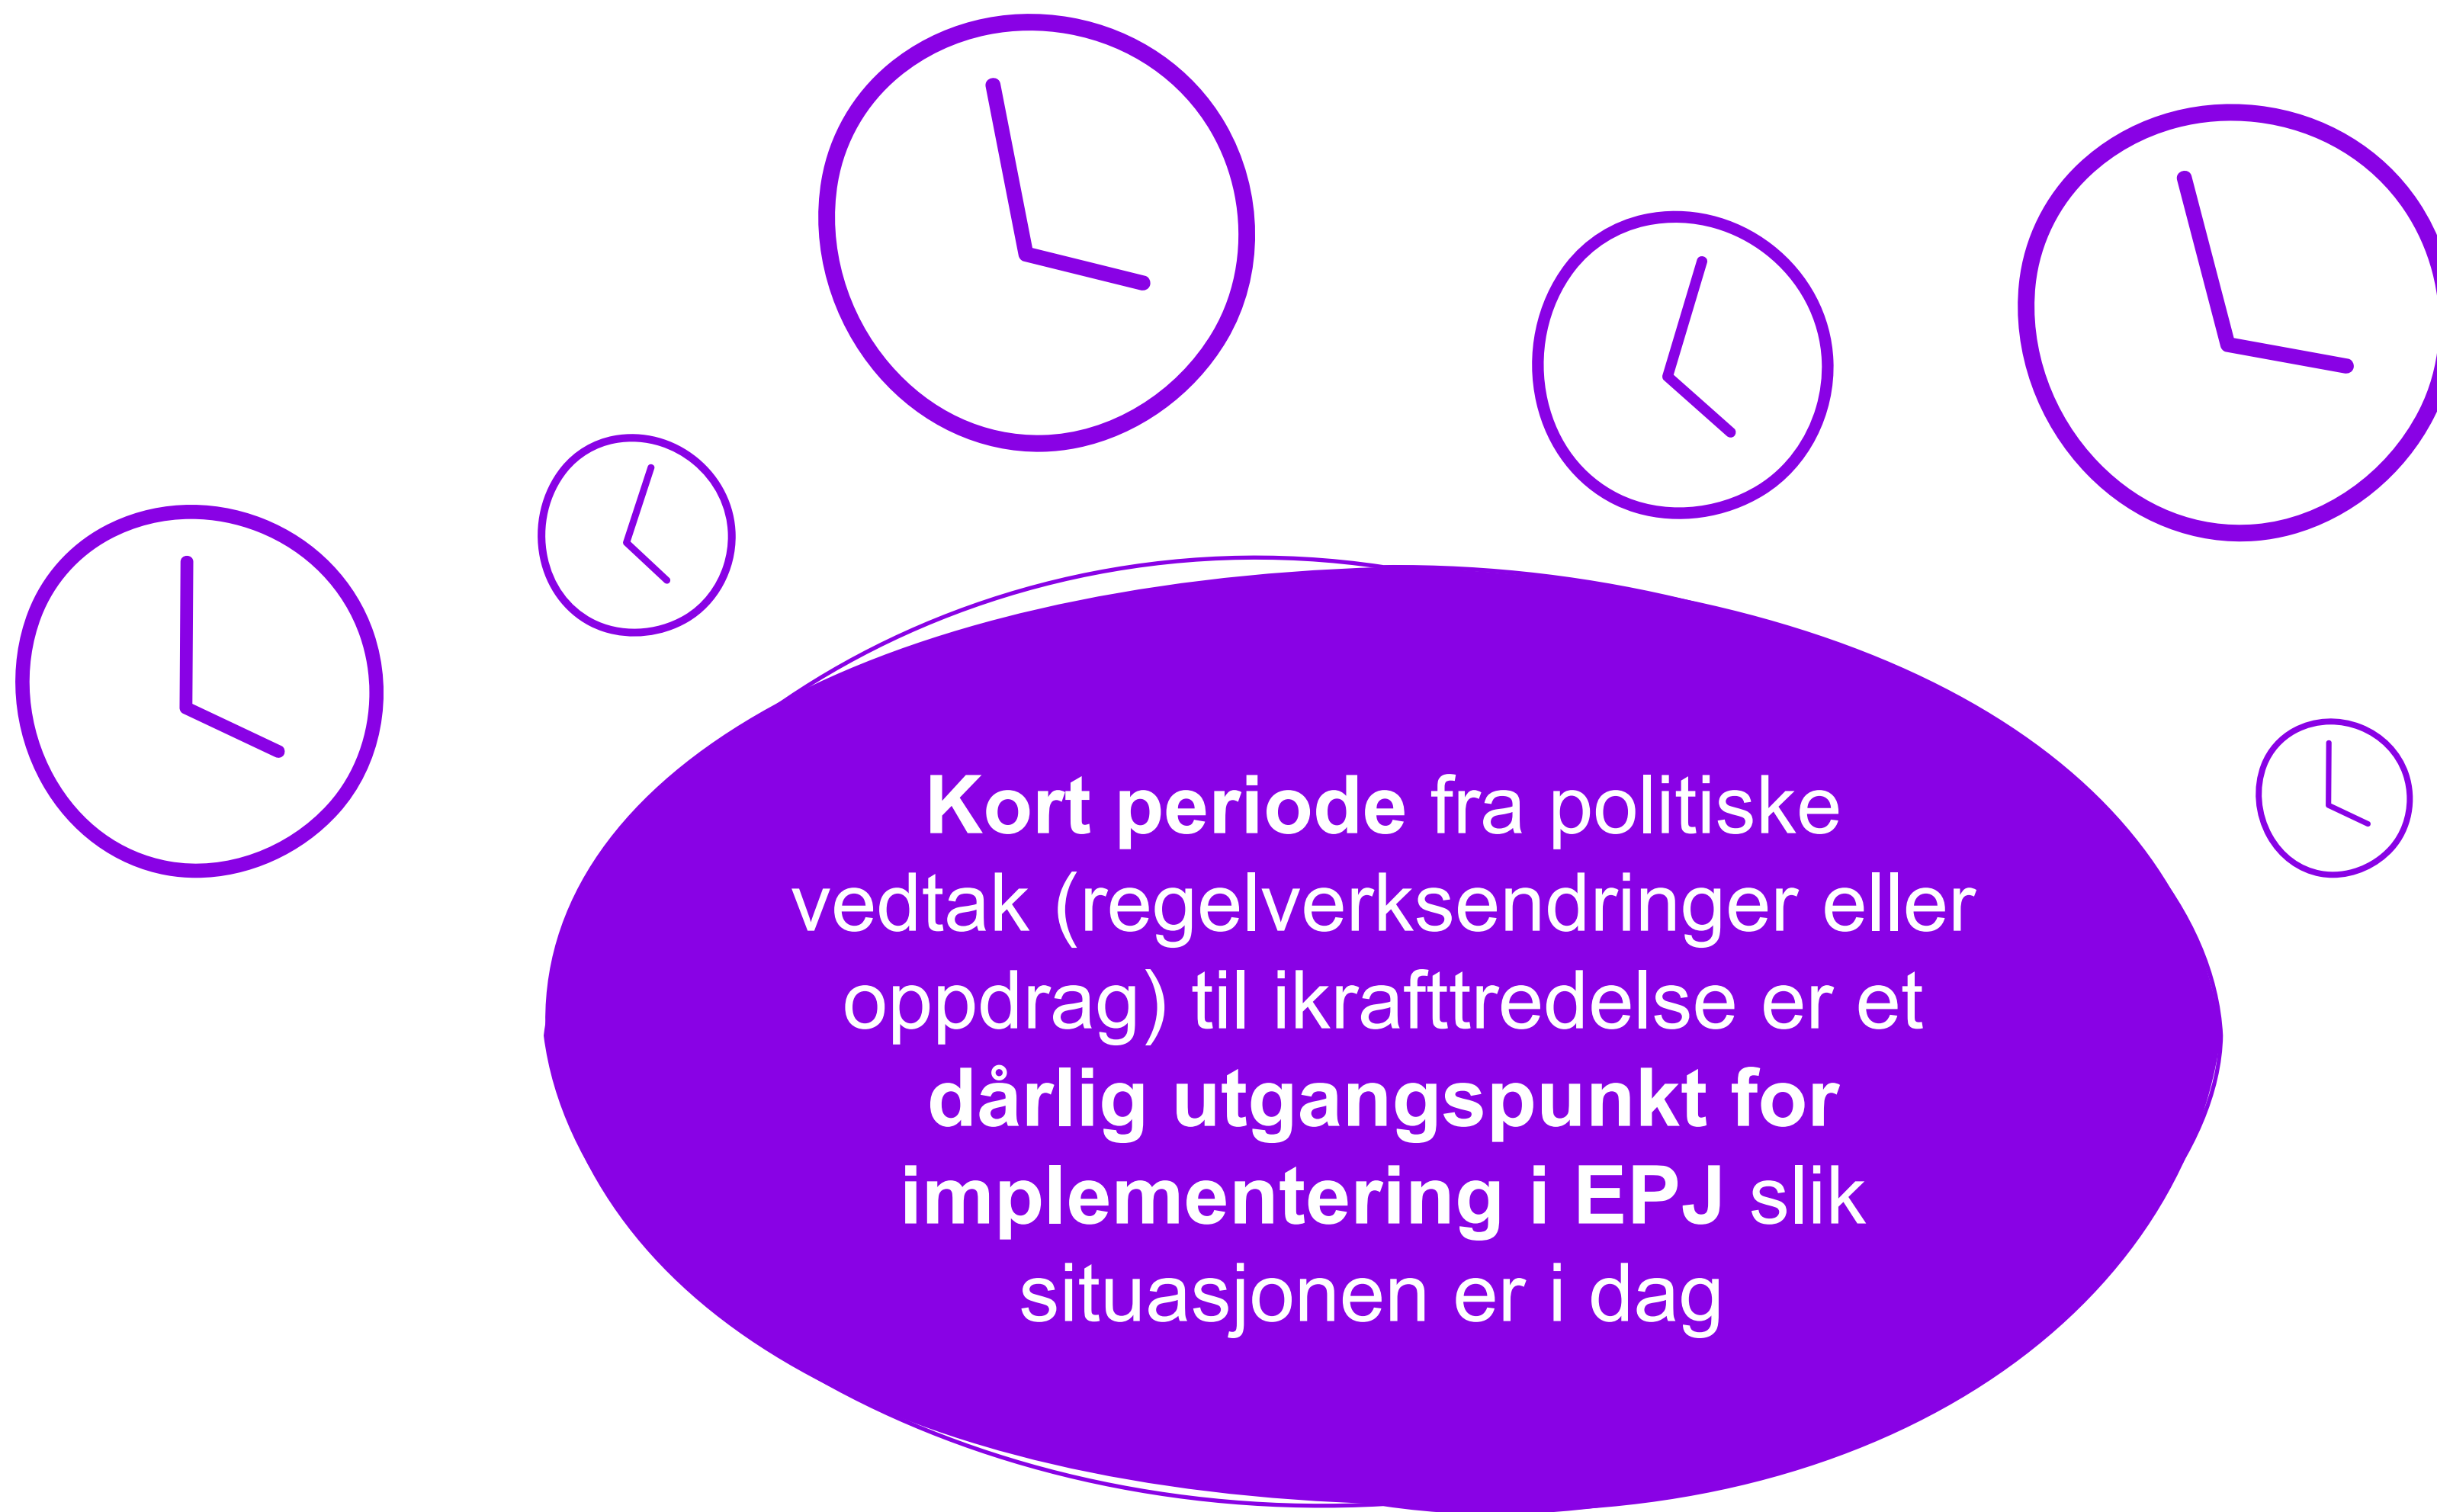 Kort periode fra politiske
vedtak (regelverksendringer eller
oppdrag) til ikrafttredelse er et
dårlig utgangspunkt for
implementering i EPJ slik
situasjonen er i dag